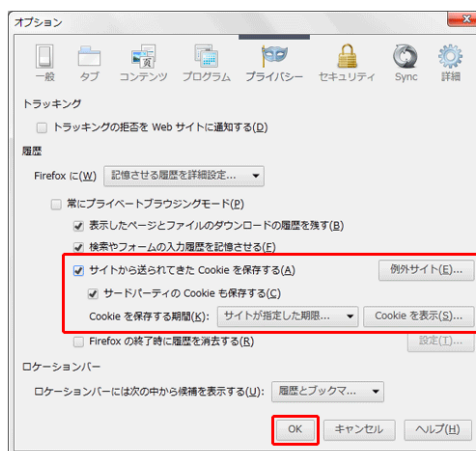 オプション
一般 タブ コンテンツ プログラム プライバシー セキュリティ Sync 詳細
トラッキング
トラッキングの拒否を Web サイトに通知する(D)
履歴
Firefox に(W) 記憶させる履歴を詳細設定...
常にプライベートブラウジングモード(P)
表示したページとファイルのダウンロードの履歴を残す(B)
検索やフォームの入力履歴を記憶させる(F)
サイトから送られてきた Cookie を保存する(A) 例外サイト(E)...
サードパーティの Cookie も保存する(C)
Cookie を保存する期間(K): サイトが指定した期限... Cookie を表示(S)...
Firefox の終了時に履歴を消去する(R) 設定(T)...
ロケーションバー
ロケーションバーには次の中から候補を表示する(U): 履歴とブックマ...
OK キャンセル ヘルプ(H)